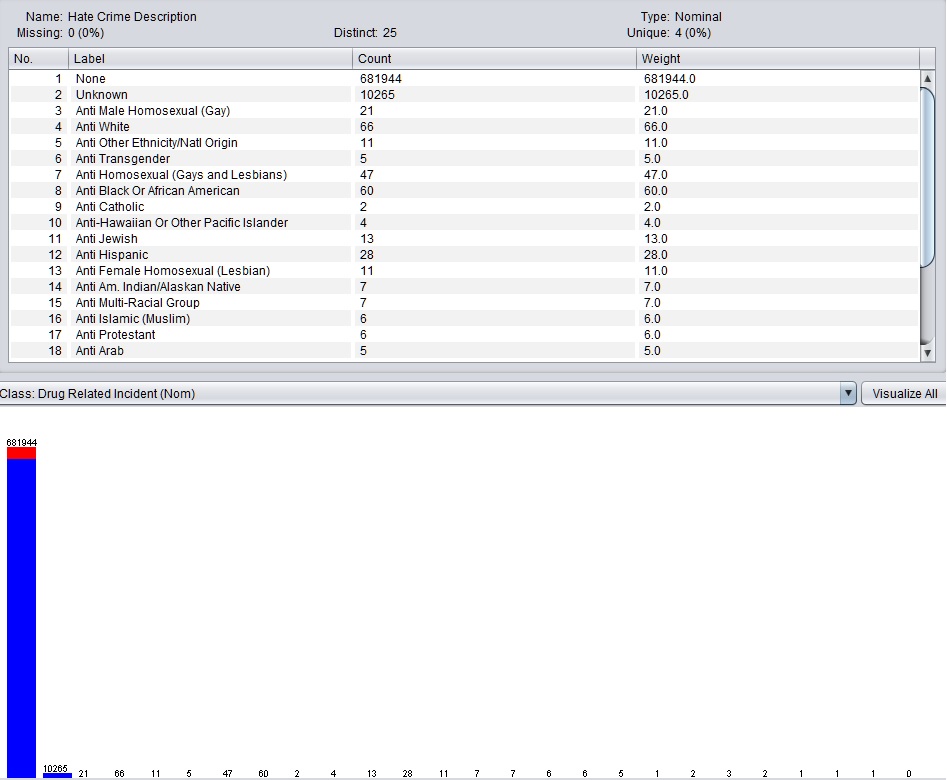 Name: Hate Crime Description Type: Nominal
Missing: 0 (0%) Distinct: 25 Unique: 4 (0%)
No. Label Count Weight
1 None 681944 681944.0
2 Unknown 10265 10265.0
3 Anti Male Homosexual (Gay) 21 21.0
4 Anti White 66 66.0
5 Anti Other Ethnicity/Natl Origin 11 11.0
6 Anti Transgender 5 5.0
7 Anti Homosexual (Gays and Lesbians) 47 47.0
8 Anti Black Or African American 60 60.0
9 Anti Catholic 2 2.0
10 Anti-Hawaiian Or Other Pacific Islander 4 4.0
11 Anti Jewish 13 13.0
12 Anti Hispanic 28 28.0
13 Anti Female Homosexual (Lesbian) 11 11.0
14 Anti Am. Indian/Alaskan Native 7 7.0
15 Anti Multi-Racial Group 7 7.0
16 Anti Islamic (Muslim) 6 6.0
17 Anti Protestant 6 6.0
18 Anti Arab 5 5.0
Class: Drug Related Incident (Nom) Visualize All
681944
10265 21 66 11 5 47 60 2 4 13 28 11 7 7 6 6 5 1 2 3 2 1 1 1 0